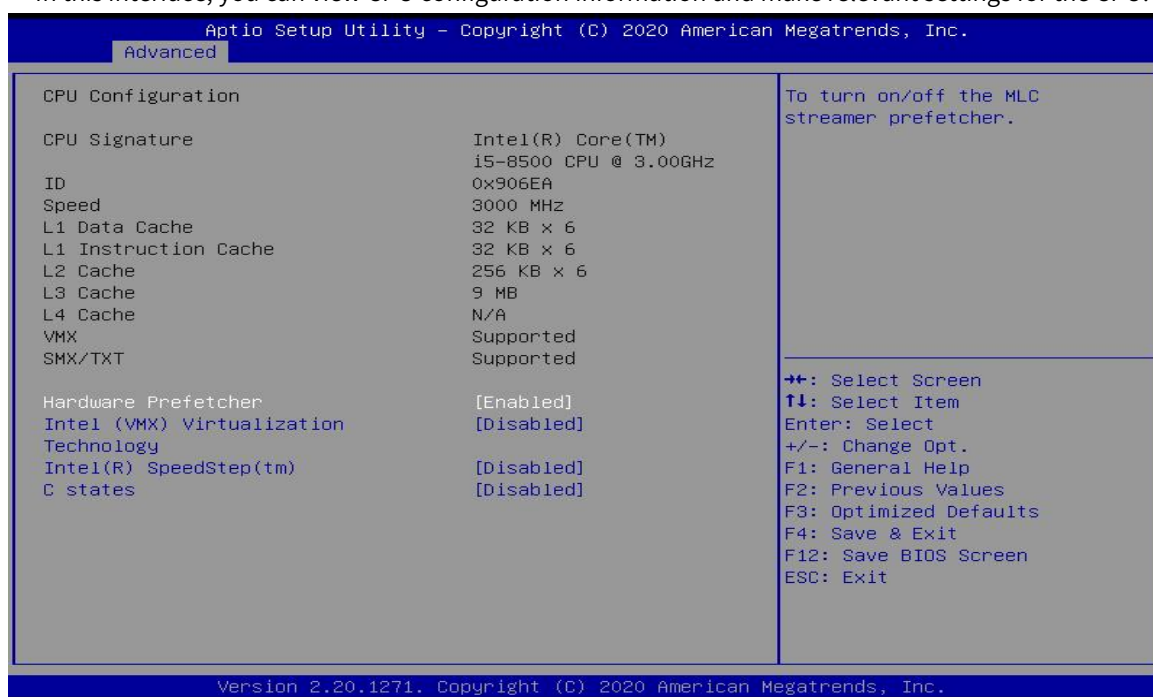 In this interface, you can view CPU configuration information and make relevant settings for the CPU.
Aptio Setup Utility – Copyright (C) 2020 American Megatrends, Inc.
Advanced
CPU Configuration
CPU Signature Intel(R) Core(TM)
i5-8500 CPU @ 3.00GHz
ID 0x906EA
Speed 3000 MHz
L1 Data Cache 32 KB x 6
L1 Instruction Cache 32 KB x 6
L2 Cache 256 KB x 6
L3 Cache 9 MB
L4 Cache N/A
VMX Supported
SMX/TXT Supported
Hardware Prefetcher [Enabled]
Intel (VMX) Virtualization [Disabled]
Technology
Intel(R) SpeedStep(tm) [Disabled]
C states [Disabled]
To turn on/off the MLC
streamer prefetcher.
→←: Select Screen
↑↓: Select Item
Enter: Select
+/-: Change Opt.
F1: General Help
F2: Previous Values
F3: Optimized Defaults
F4: Save & Exit
F12: Save BIOS Screen
ESC: Exit
Version 2.20.1271. Copyright (C) 2020 American Megatrends, Inc.